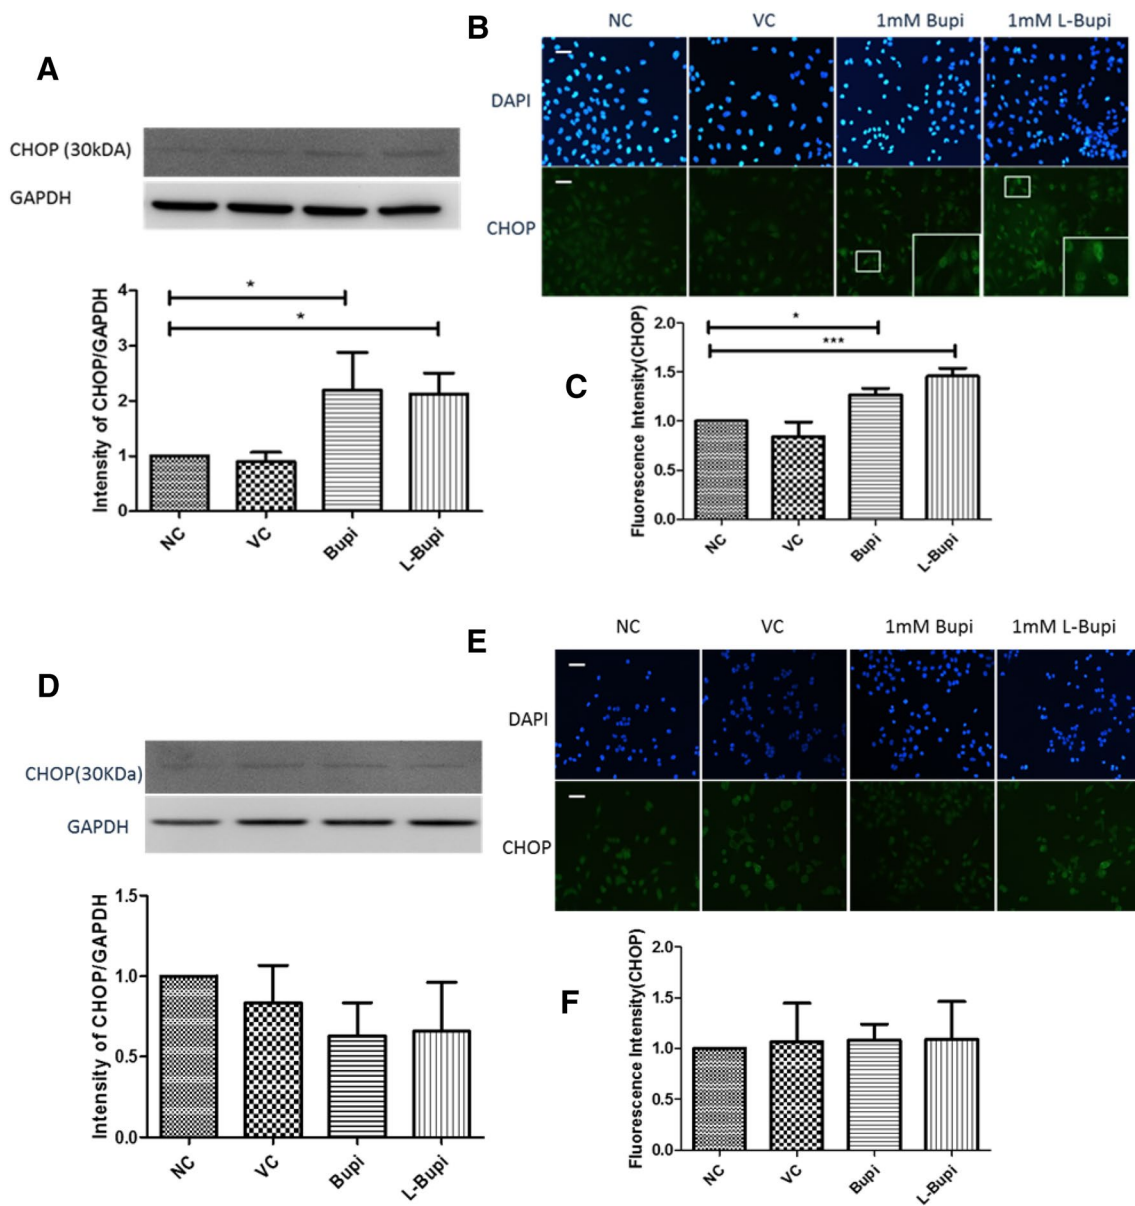 A
CHOP (30kDA)
GAPDH
Intensity of CHOP/GAPDH
4
3
2
1
0
*
*
NC
VC
Bupi
L-Bupi
B
NC
VC
1mM Bupi
1mM L-Bupi
DAPI
CHOP
C
Fluorescence Intensity(CHOP)
2.0
1.5
1.0
0.5
0.0
*
***
NC
VC
Bupi
L-Bupi
D
CHOP(30KDa)
GAPDH
Intensity of CHOP/GAPDH
1.5
1.0
0.5
0.0
NC
VC
Bupi
L-Bupi
E
NC
VC
1mM Bupi
1mM L-Bupi
DAPI
CHOP
F
Fluorescence Intensity(CHOP)
2.0
1.5
1.0
0.5
0.0
NC
VC
Bupi
L-Bupi